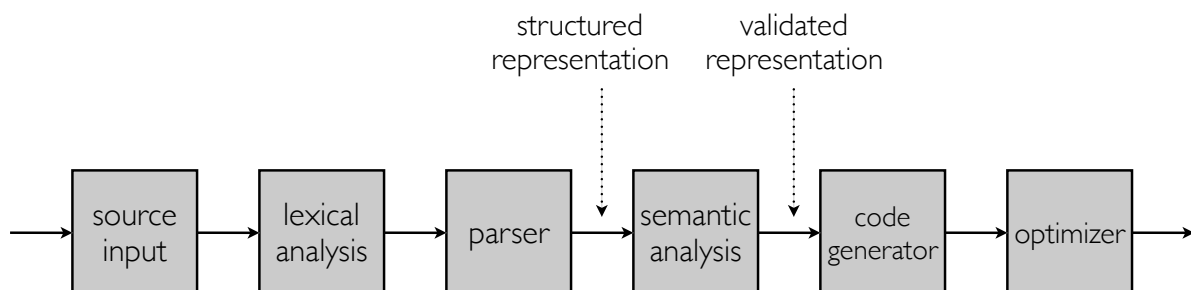 structured
representation
validated
representation
source
input
lexical
analysis
parser
semantic
analysis
code
generator
optimizer